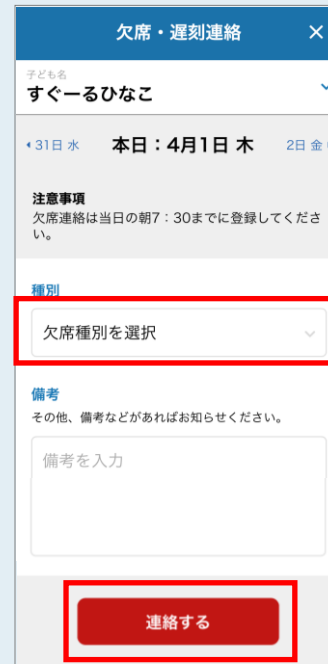 欠席・遅刻連絡 ×
子ども名
すぐーるひなこ
31日 水 本日：4月1日 木 2日 金
注意事項
欠席連絡は当日の朝7：30までに登録してくださ
い。
種別
欠席種別を選択
備考
その他、備考などがあればお知らせください。
備考を入力
連絡する